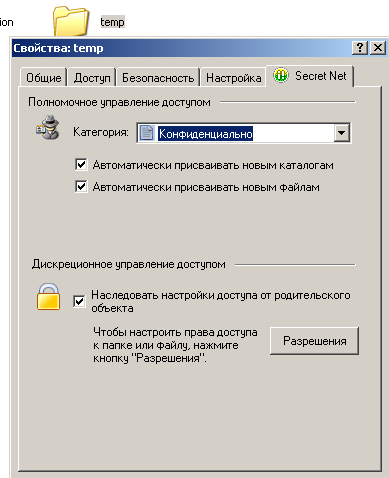 ion
temp
Свойства: temp
Общие
Доступ
Безопасность
Настройка
Secret Net
Полномочное управление доступом
Категория:
Конфиденциально
Автоматически присваивать новым каталогам
Автоматически присваивать новым файлам
Дискреционное управление доступом
Наследовать настройки доступа от родительского
объекта
Чтобы настроить права доступа
к папке или файлу, нажмите
кнопку "Разрешения".
Разрешения